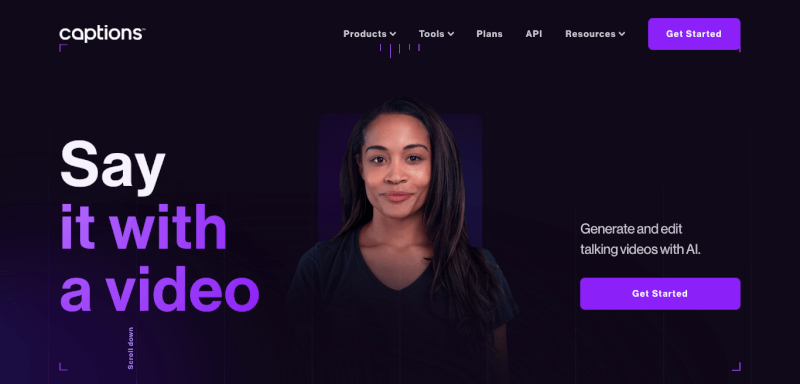 captions™
Products
Tools
Plans
API
Resources
Get Started
Say
it with
a video
Generate and edit
talking videos with AI.
Get Started
Scroll down